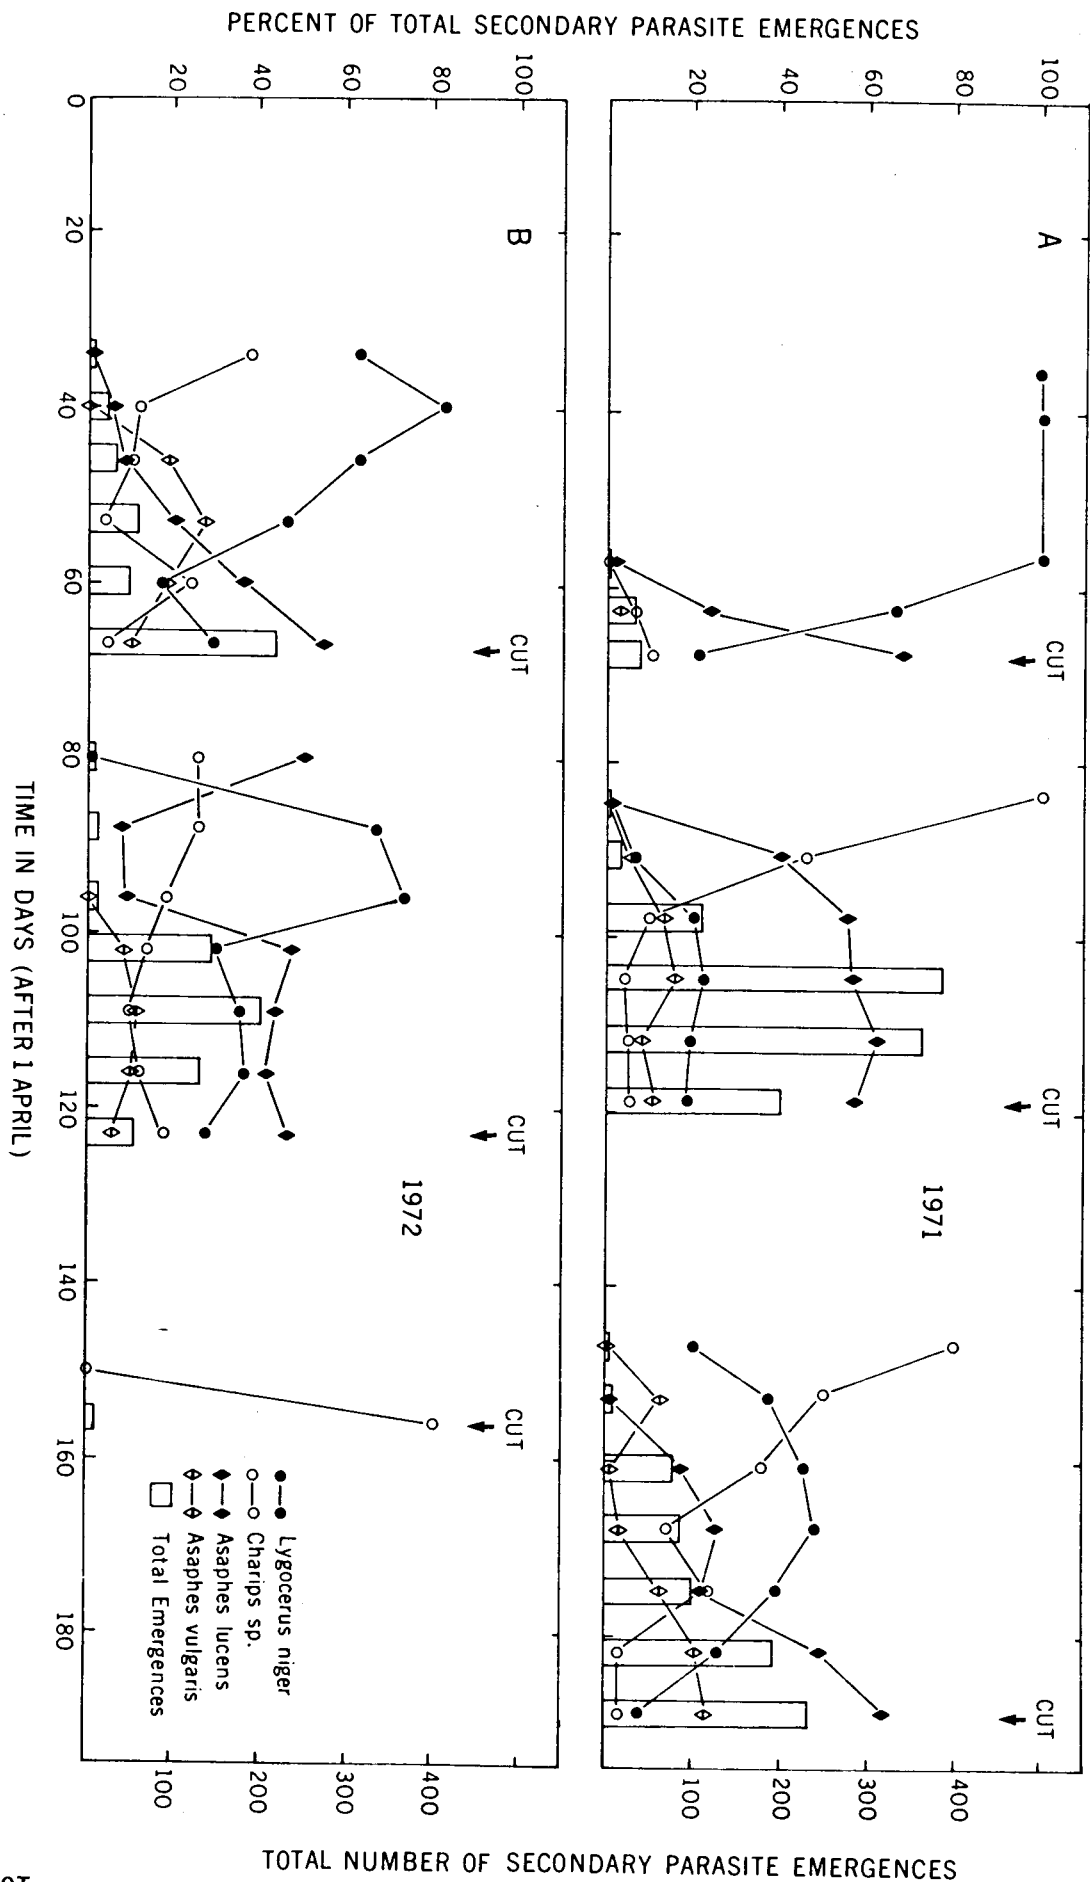 PERCENT OF TOTAL SECONDARY PARASITE EMERGENCES
100
80
60
40
20
A
CUT
CUT
1971
CUT
400
300
200
100
100
80
60
40
20
B
CUT
CUT
1972
CUT
Lygocerus niger
Charips sp.
Asaphes lucens
Asaphes vulgaris
Total Emergences
400
300
200
100
0
20
40
60
80
100
120
140
160
180
TIME IN DAYS (AFTER 1 APRIL)
TOTAL NUMBER OF SECONDARY PARASITE EMERGENCES